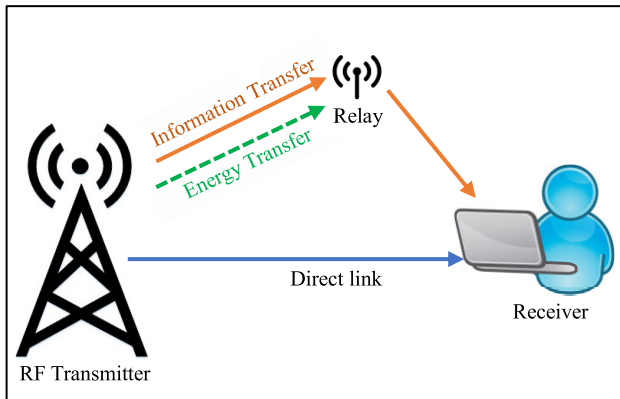 Information Transfer
Energy Transfer
Relay
Direct link
Receiver
RF Transmitter